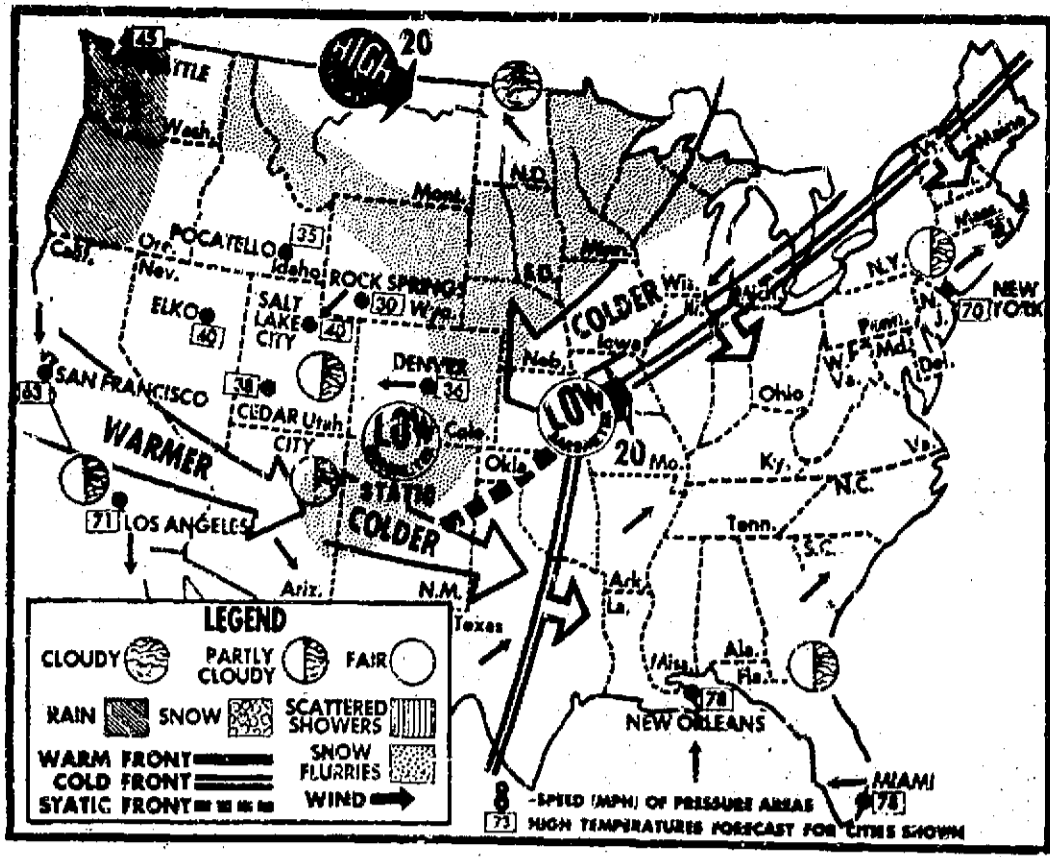 45
HIGH
20
Wash.
Mont.
N.D.
Maine
Vt.
Mass.
POCATELLO
35
Ore.
Idaho
Calif.
Nev.
ROCK SPRINGS
30
Wyo.
S.D.
Minn.
Wis.
Mich.
N.Y.
N.J.
NEW YORK
70
ELKO
40
SALT LAKE CITY
40
COLDER
Iowa
Neb.
Ohio
W. Va.
Md.
Del.
DENVER
36
SAN FRANCISCO
63
38
CEDAR CITY
Utah
LOW
Colo.
LOW
20
Mo.
Ky.
Va.
WARMER
Okla.
N.C.
71
LOS ANGELES
STATIC
COLDER
Tenn.
S.C.
Ariz.
N.M.
Texas
Ark.
La.
Miss.
Ala.
Fla.
78
NEW ORLEANS
MIAMI
78
LEGEND
CLOUDY
PARTLY CLOUDY
FAIR
RAIN
SNOW
SCATTERED SHOWERS
WARM FRONT
COLD FRONT
STATIC FRONT
SNOW FLURRIES
WIND
8 -SPEED (MPH) OF PRESSURE AREAS
73 HIGH TEMPERATURES FORECAST FOR CITIES SHOWN